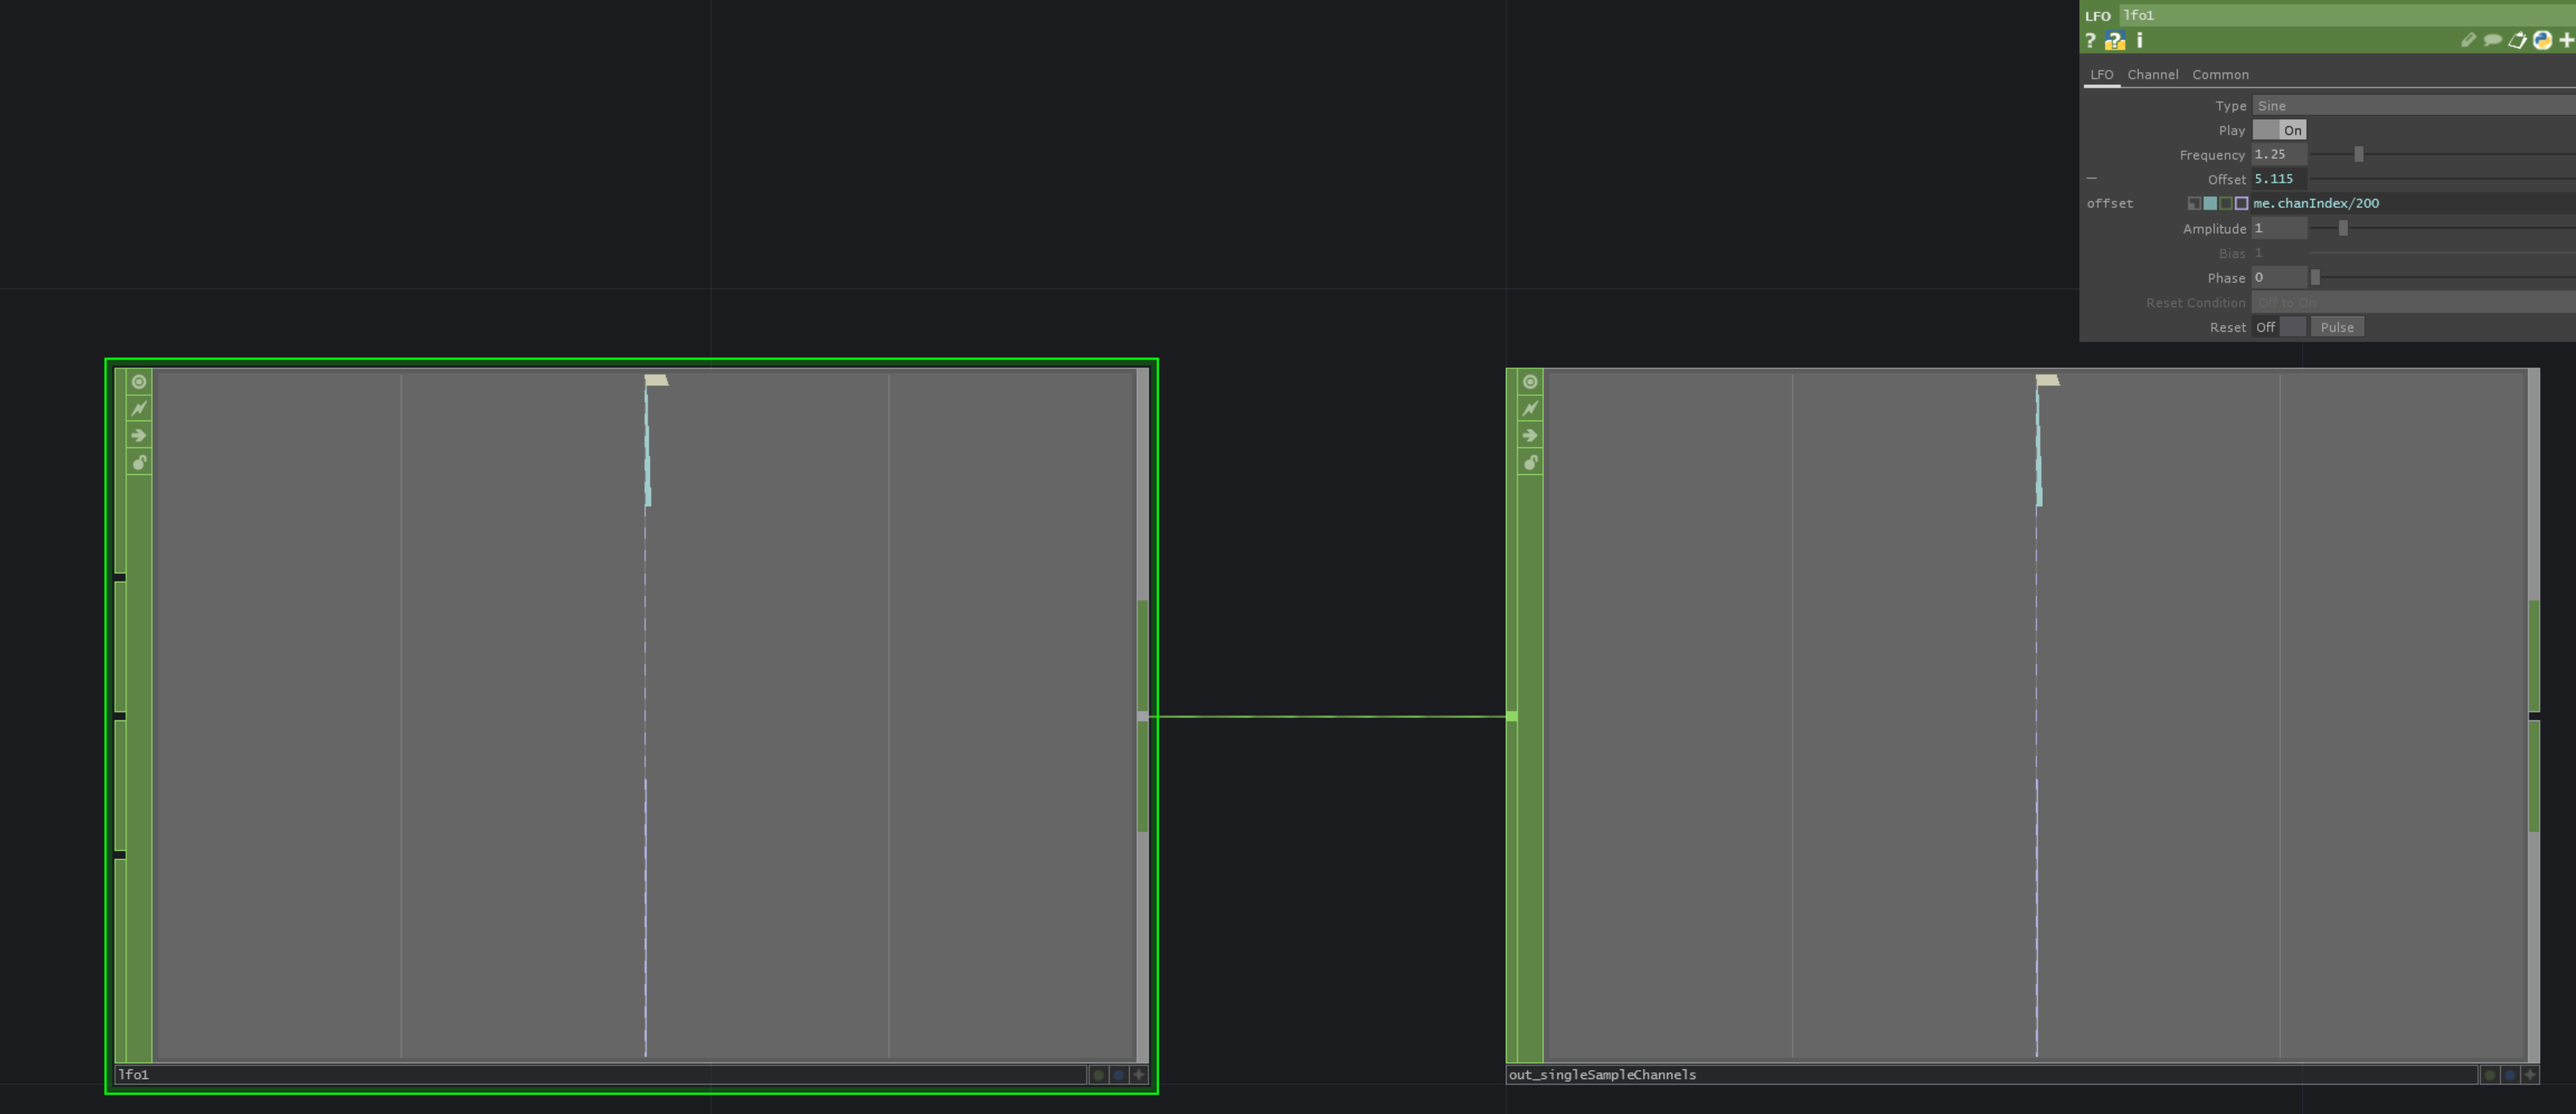 LFO lfo1
? ? i
LFO Channel Common
Type Sine
Play On
Frequency 1.25
Offset 5.115
offset me.chanIndex/200
Amplitude 1
Bias 1
Phase 0
Reset Condition Off to On
Reset Off Pulse
lfo1
out_singleSampleChannels